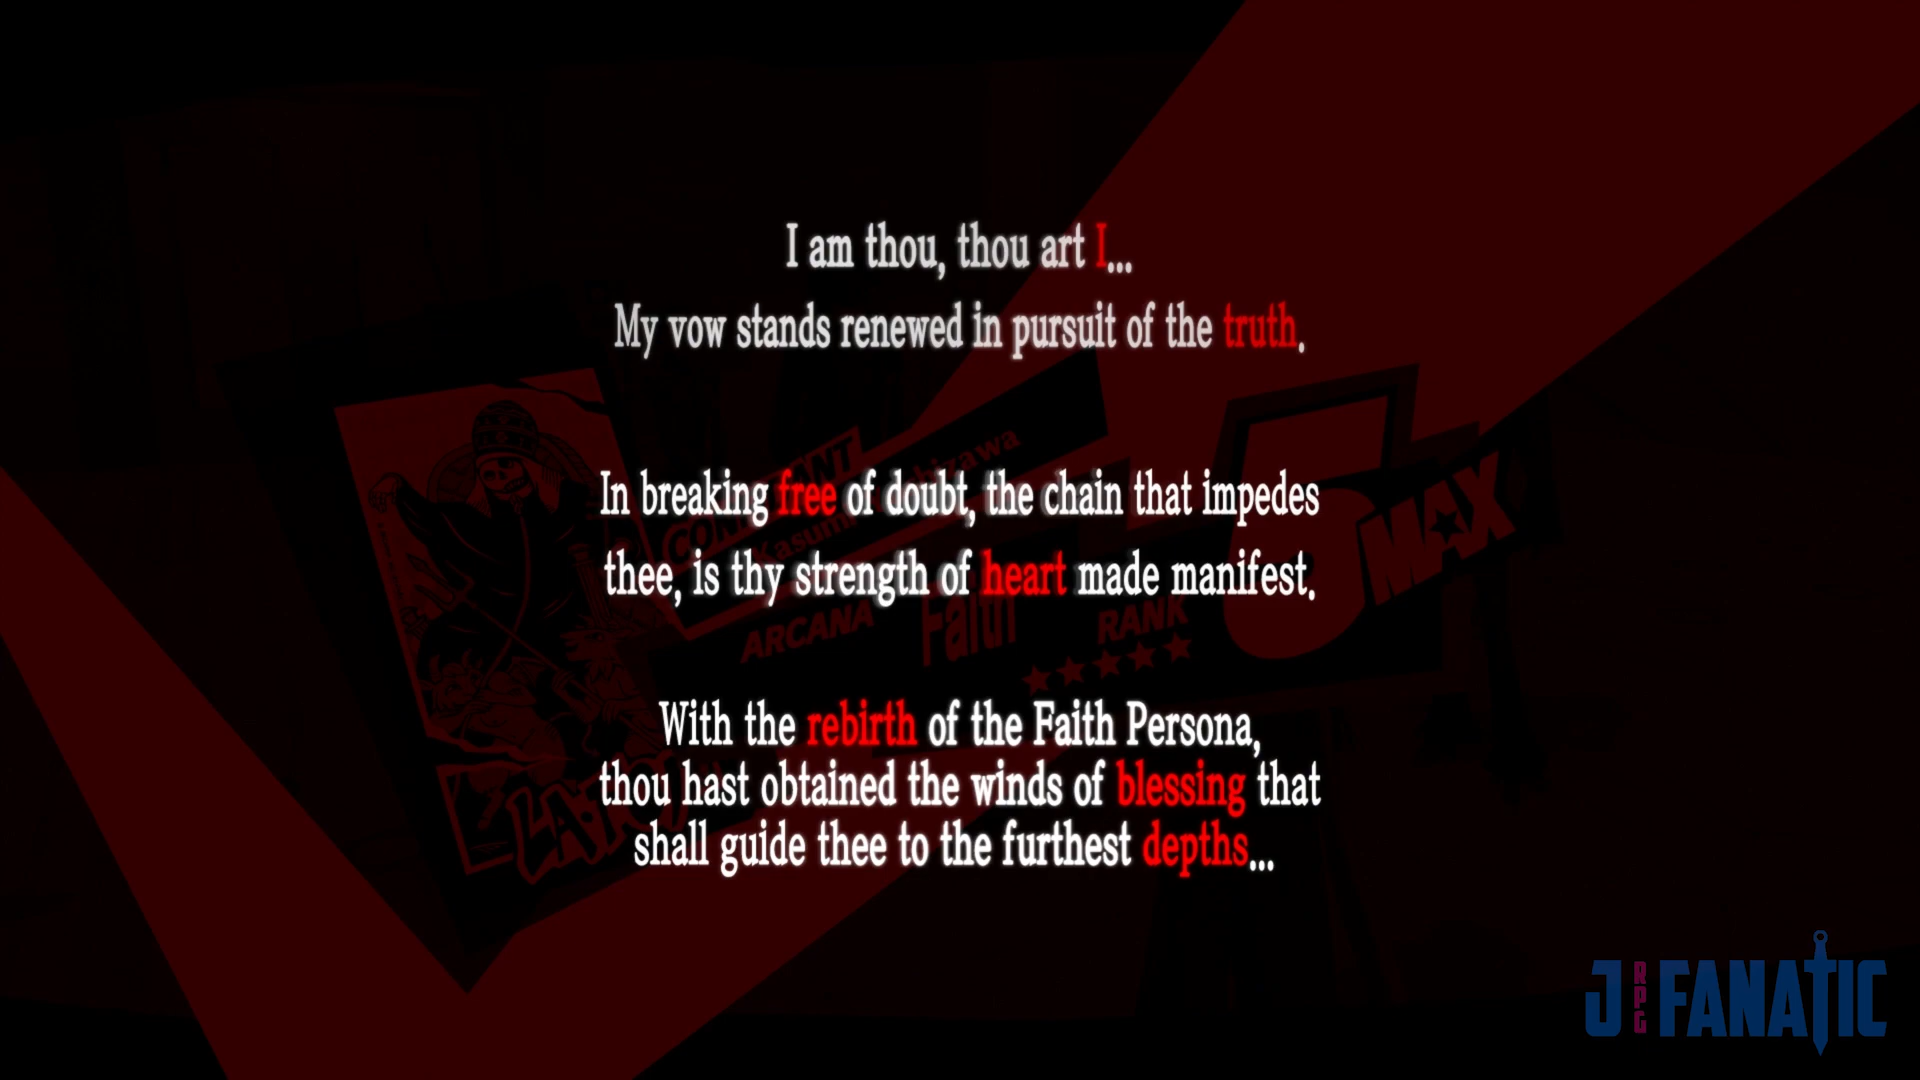 I am thou, thou art I...
My vow stands renewed in pursuit of the truth.
In breaking free of doubt, the chain that impedes
thee, is thy strength of heart made manifest.
With the rebirth of the Faith Persona,
thou hast obtained the winds of blessing that
shall guide thee to the furthest depths...
Kasumi
ARCANA Faith RANK
MAX
J RPG FANATIC